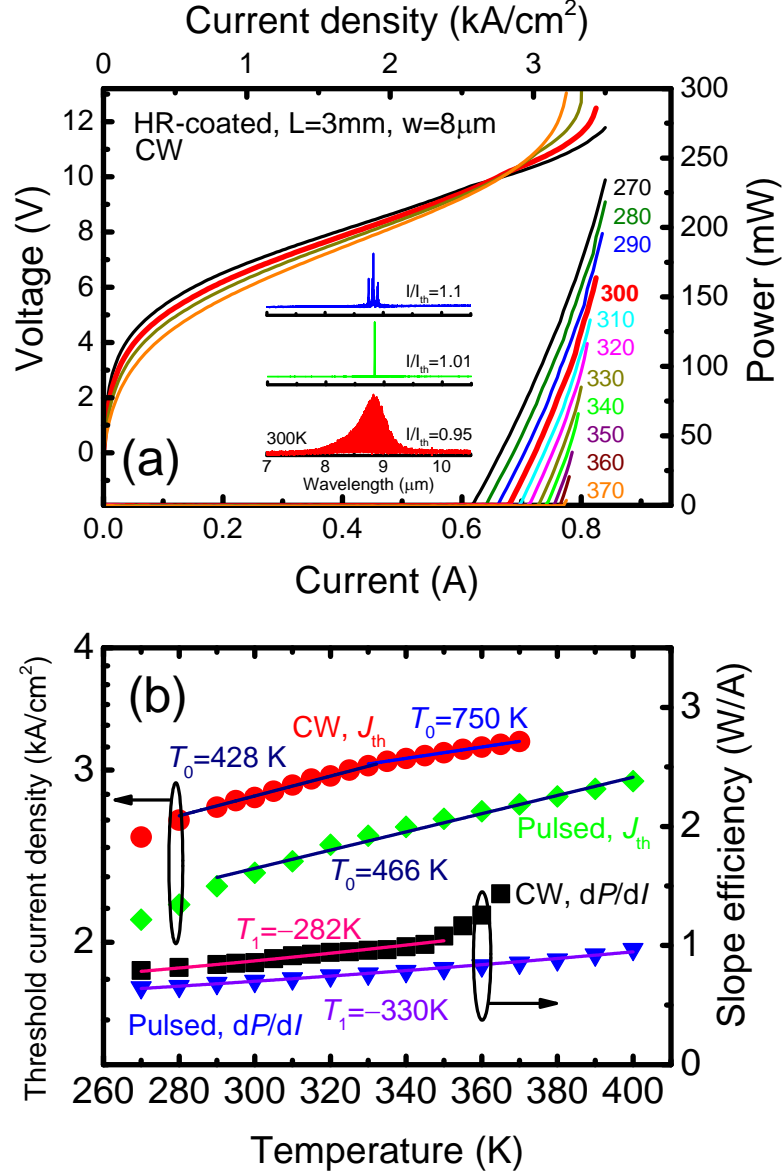 Current density (kA/cm²)
0 1 2 3
HR-coated, L=3mm, w=8μm
CW
Voltage (V)
12
10
8
6
4
2
0
Power (mW)
300
250
200
150
100
50
0
270
280
290
300
310
320
330
340
350
360
370
I/Ith=1.1
I/Ith=1.01
300K I/Ith=0.95
7 8 9 10
Wavelength (μm)
(a)
0.0 0.2 0.4 0.6 0.8
Current (A)
(b)
Threshold current density (kA/cm²)
4
3
2
Slope efficiency (W/A)
3
2
1
0
CW, Jth
T0=750 K
T0=428 K
Pulsed, Jth
T0=466 K
CW, dP/dI
T1=−282K
T1=−330K
Pulsed, dP/dI
260 280 300 320 340 360 380 400
Temperature (K)